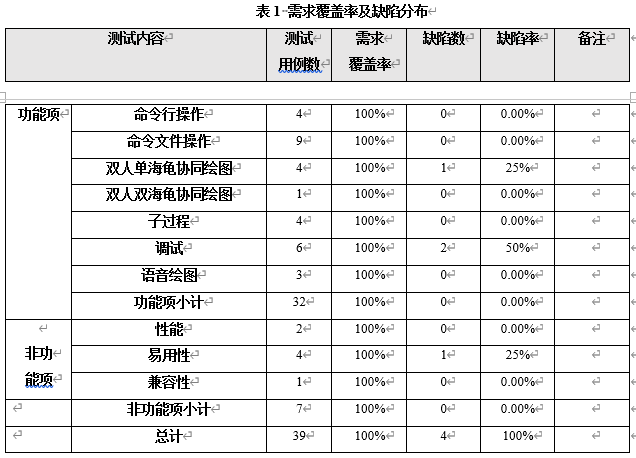 表 1 需求覆盖率及缺陷分布
测试内容 测试用例数 需求覆盖率 缺陷数 缺陷率 备注
功能项 命令行操作 4 100% 0 0.00%
命令文件操作 9 100% 0 0.00%
双人单海龟协同绘图 4 100% 1 25%
双人双海龟协同绘图 1 100% 0 0.00%
子过程 4 100% 0 0.00%
调试 6 100% 2 50%
语音绘图 3 100% 0 0.00%
功能项小计 32 100% 0 0.00%
非功能项 性能 2 100% 0 0.00%
易用性 4 100% 1 25%
兼容性 1 100% 0 0.00%
非功能项小计 7 100% 0 0.00%
总计 39 100% 4 100%